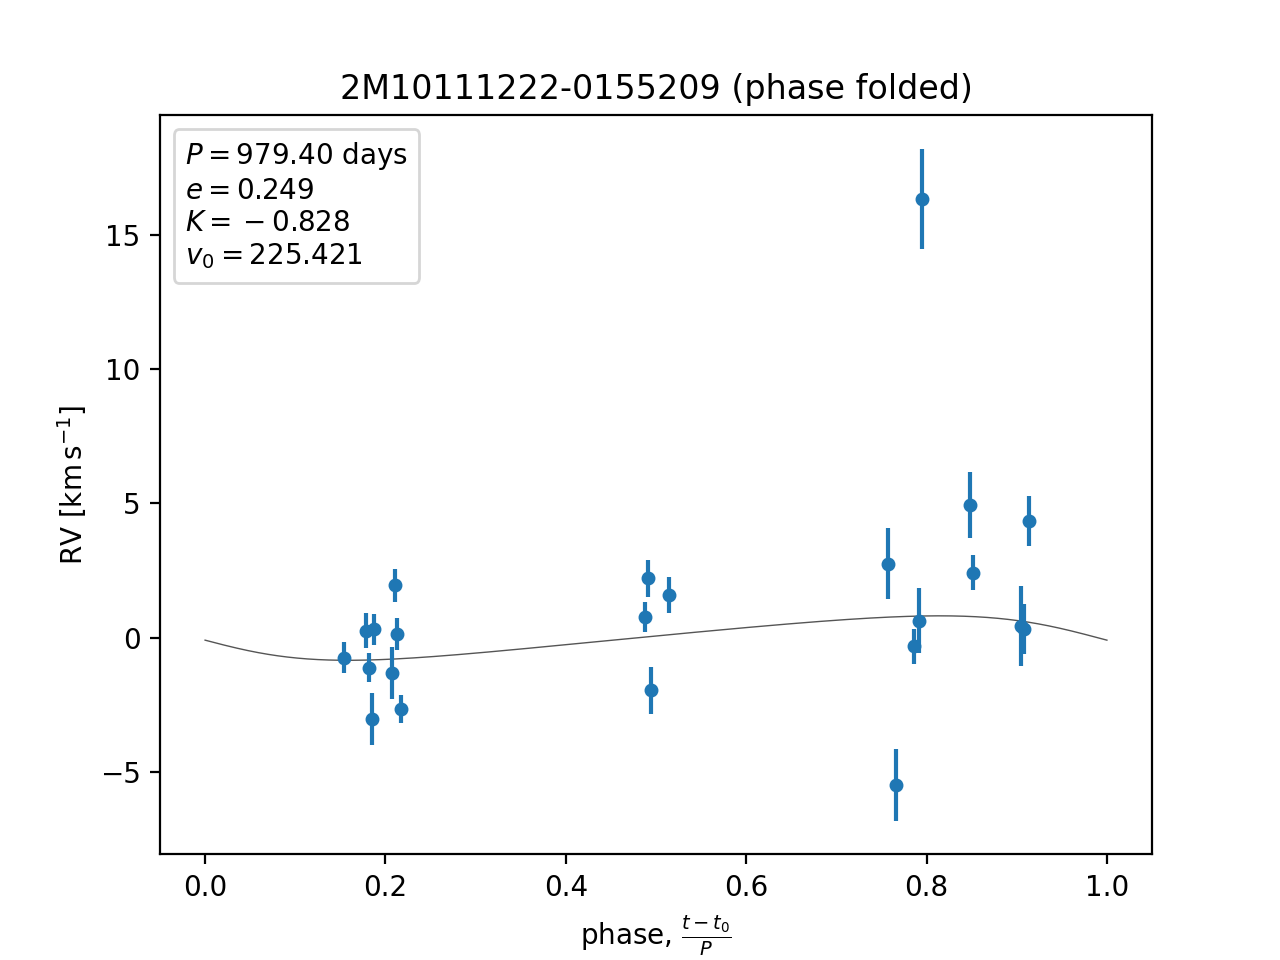 2M10111222-0155209 (phase folded)
P = 979.40 days
e = 0.249
K = −0.828
v₀ = 225.421
15
10
5
0
−5
RV [km s⁻¹]
0.0 0.2 0.4 0.6 0.8 1.0
phase, (t − t₀)/P